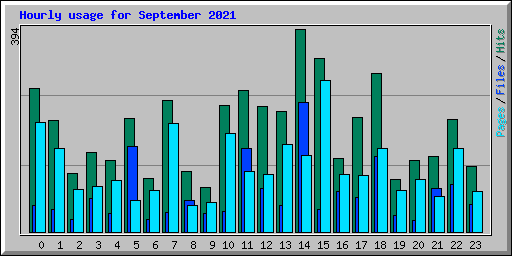 Hourly usage for September 2021
394
Pages/Files/Hits
0 1 2 3 4 5 6 7 8 9 10 11 12 13 14 15 16 17 18 19 20 21 22 23